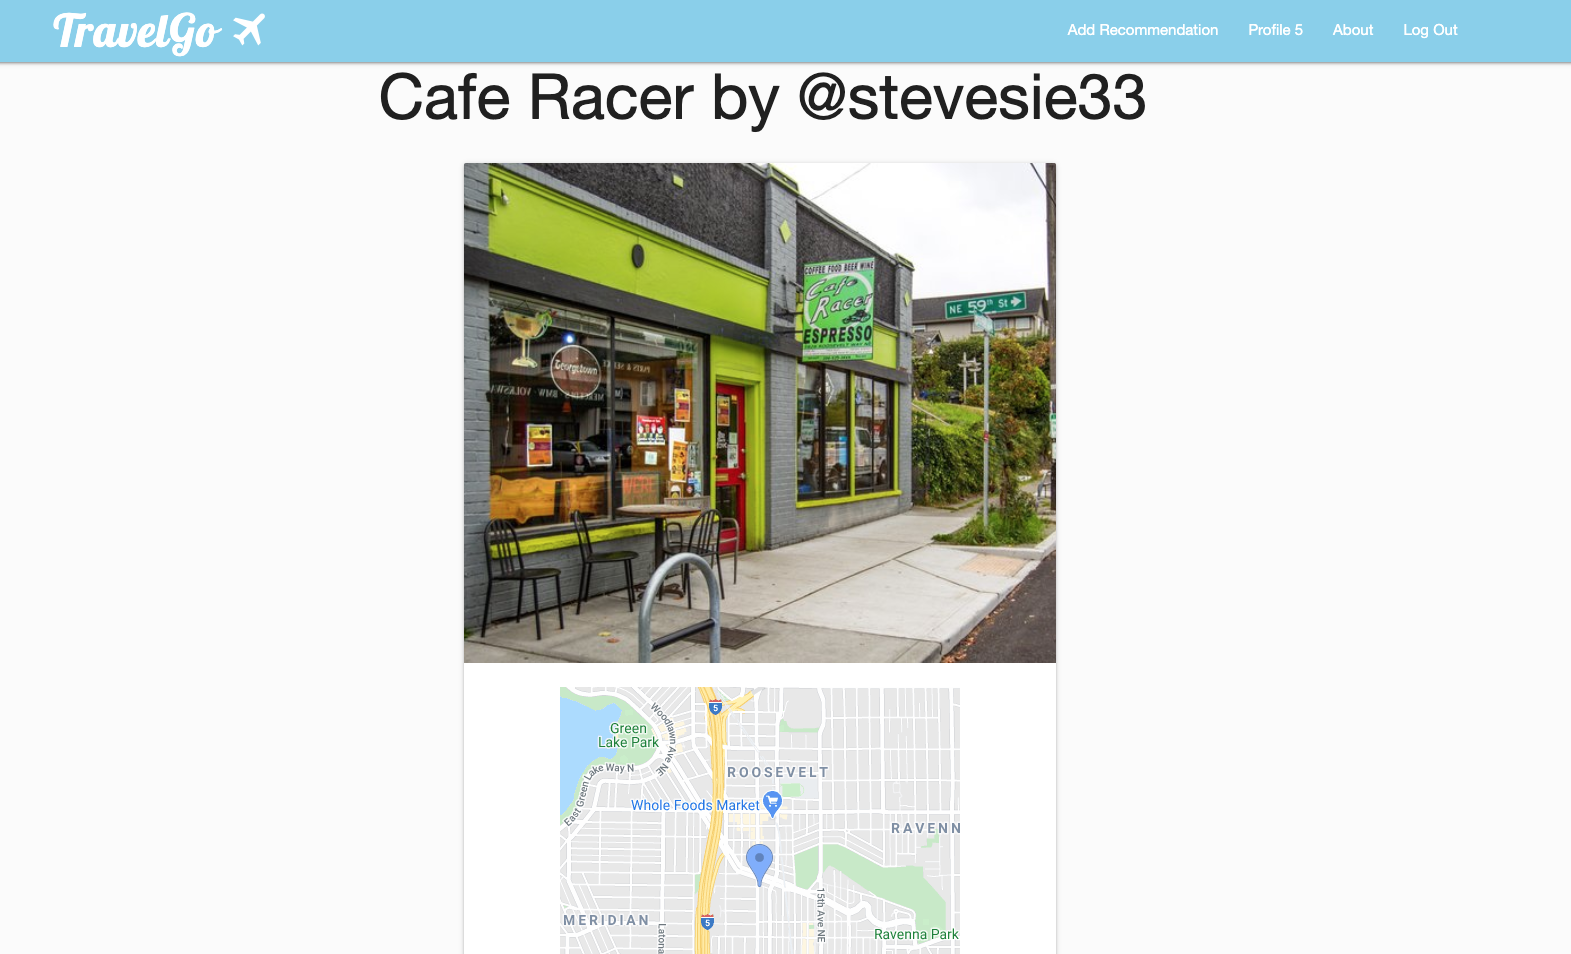 TravelGo
Add Recommendation
Profile 5
About
Log Out
Cafe Racer by @stevesie33
COFFEE FOOD BEER WINE
Cafe
Racer
ESPRESSO
NE 59th St
Georgetown
Green
Lake Park
Woodlawn Ave NE
East Green Lake Way N
5
ROOSEVELT
Whole Foods Market
RAVENN
MERIDIAN
5
Latona
15th Ave NE
Ravenna Park